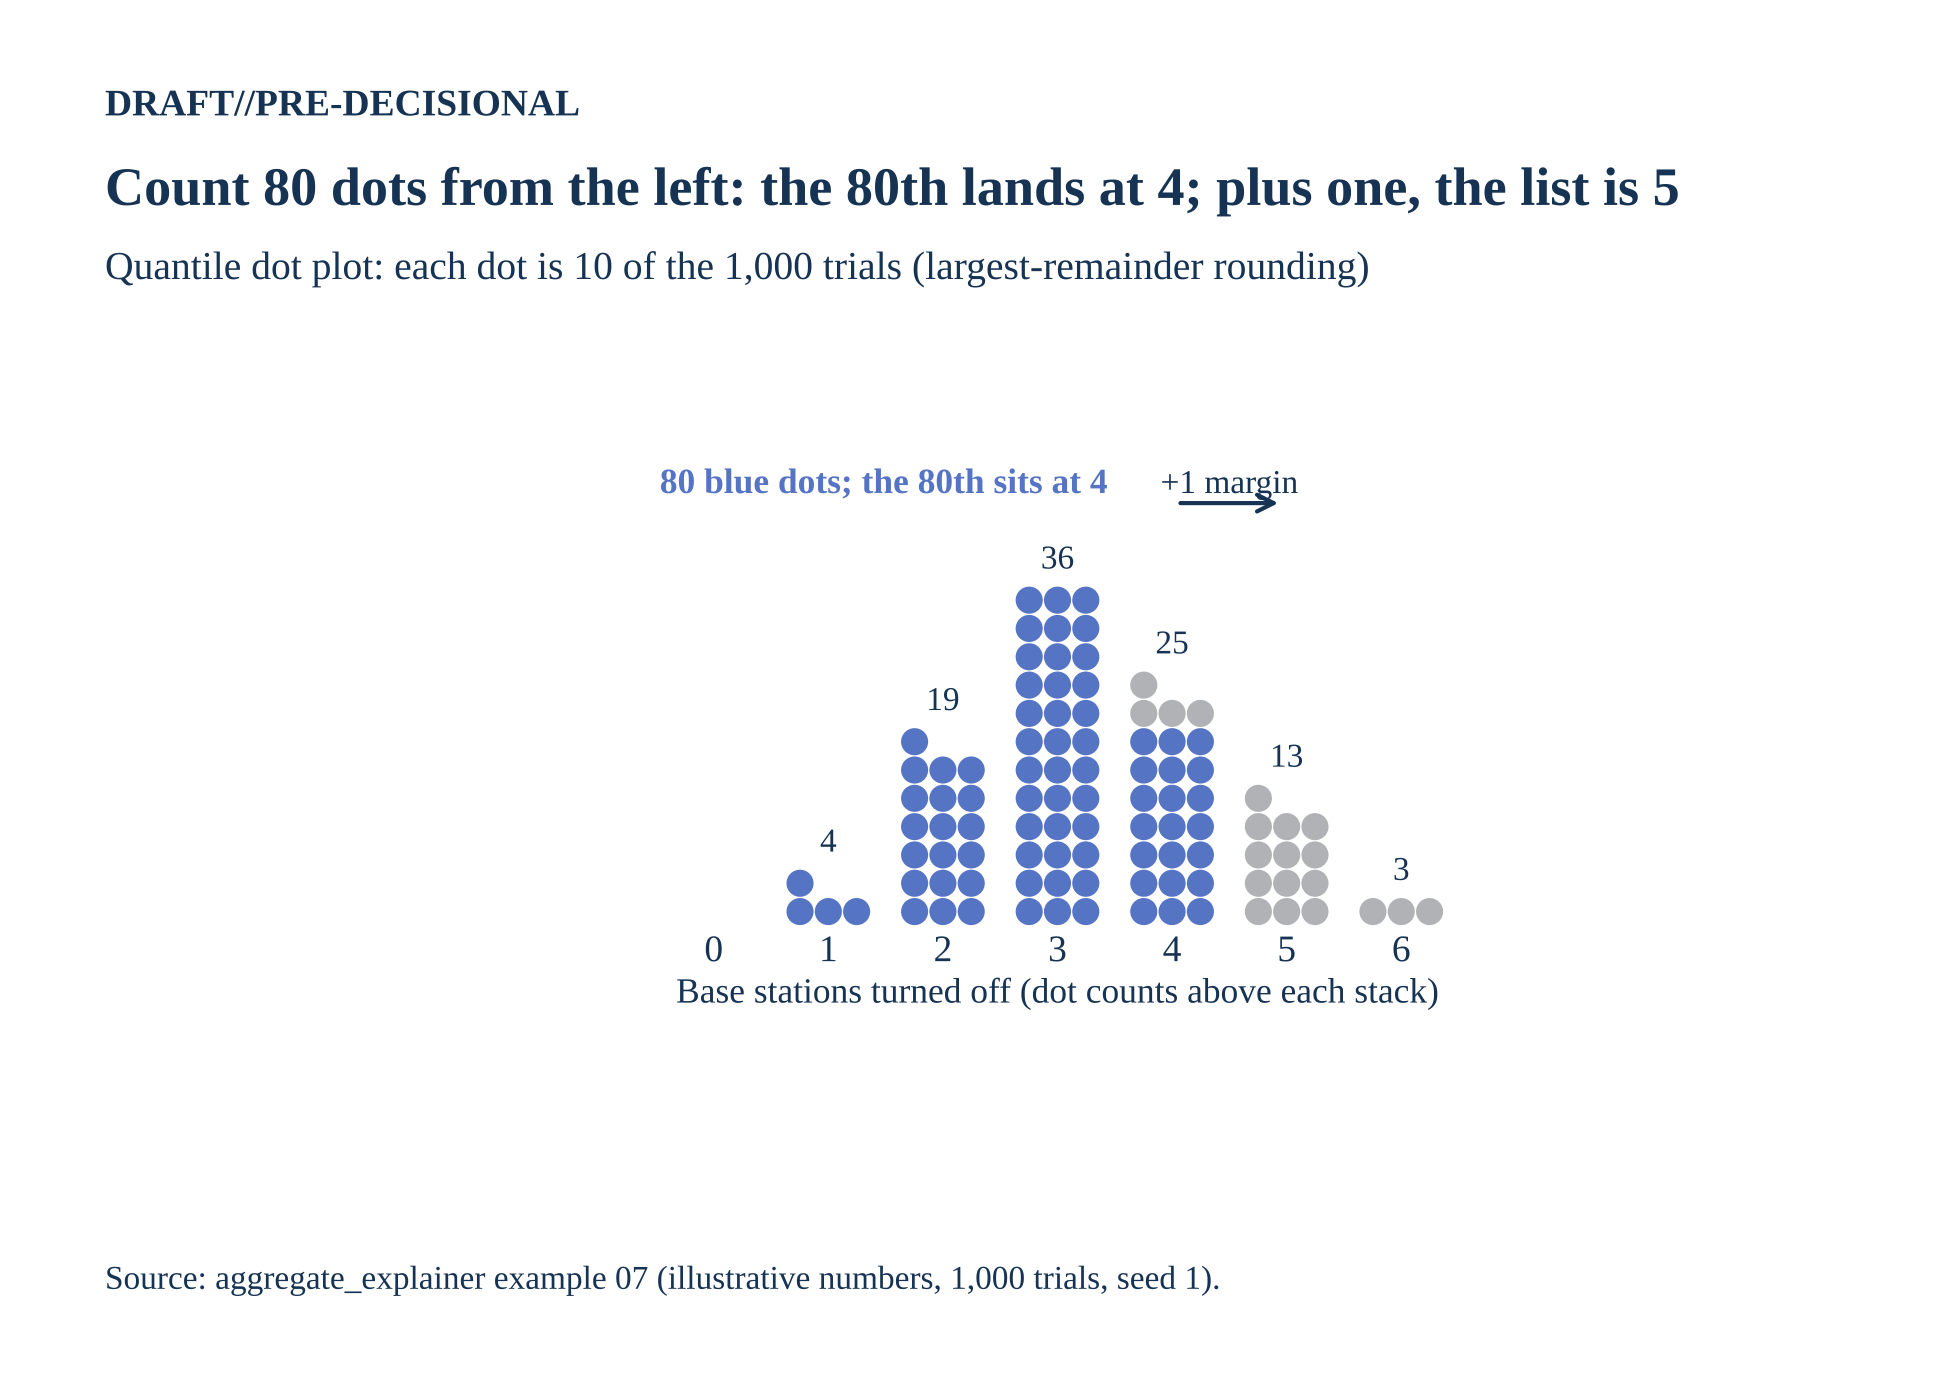 DRAFT//PRE-DECISIONAL
Count 80 dots from the left: the 80th lands at 4; plus one, the list is 5
Quantile dot plot: each dot is 10 of the 1,000 trials (largest-remainder rounding)
80 blue dots; the 80th sits at 4
+1 margin
36
25
19
13
4
3
0 1 2 3 4 5 6
Base stations turned off (dot counts above each stack)
Source: aggregate_explainer example 07 (illustrative numbers, 1,000 trials, seed 1).